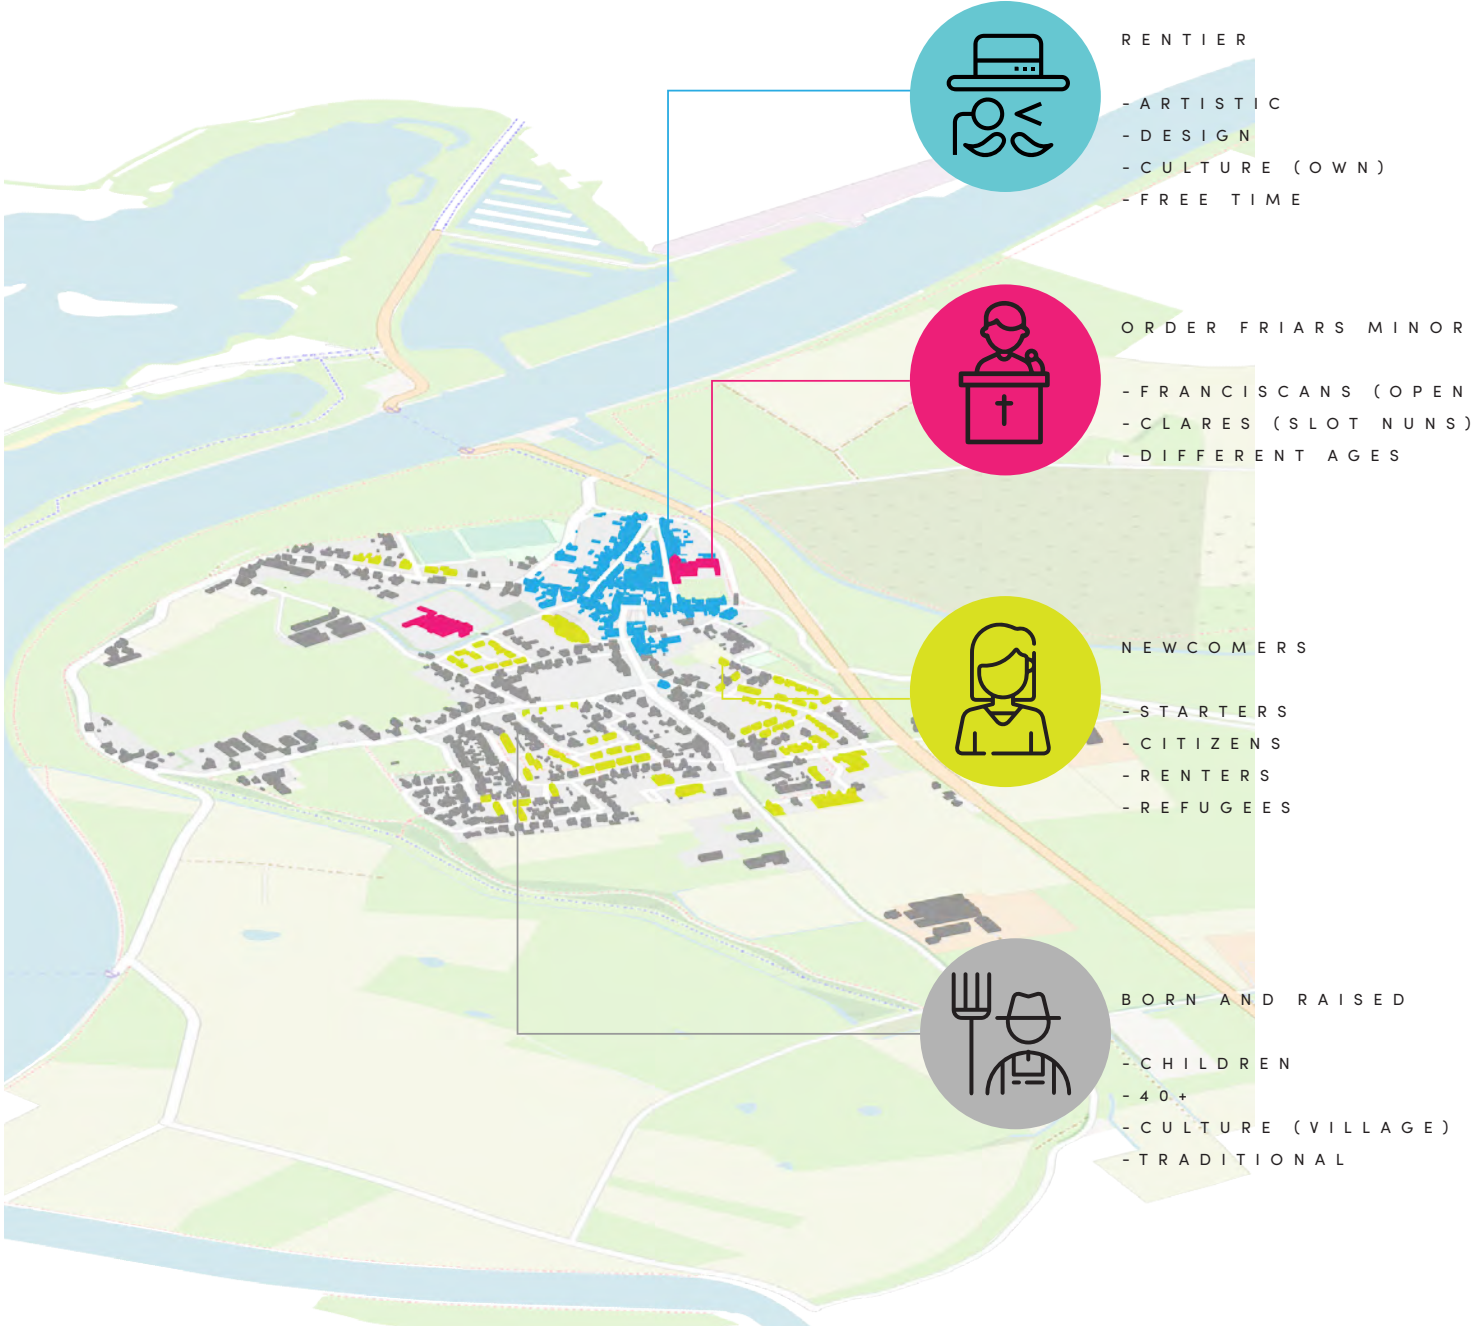 RENTIER
-ARTISTIC
-DESIGN
-CULTURE (OWN)
-FREE TIME
ORDER FRIARS MINOR
-FRANCISCANS (OPEN
-CLARES (SLOT NUNS)
-DIFFERENT AGES
NEWCOMERS
-STARTERS
-CITIZENS
-RENTERS
-REFUGEES
BORN AND RAISED
-CHILDREN
-40+
-CULTURE (VILLAGE)
-TRADITIONAL